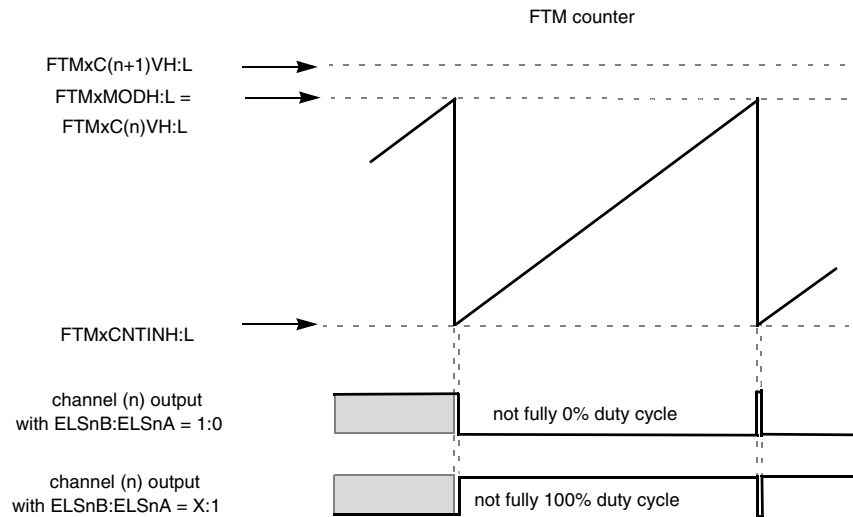 FTM counter
FTMxC(n+1)VH:L
FTMxMODH:L =
FTMxC(n)VH:L
FTMxCNTINH:L
channel (n) output
with ELSnB:ELSnA = 1:0
not fully 0% duty cycle
channel (n) output
with ELSnB:ELSnA = X:1
not fully 100% duty cycle